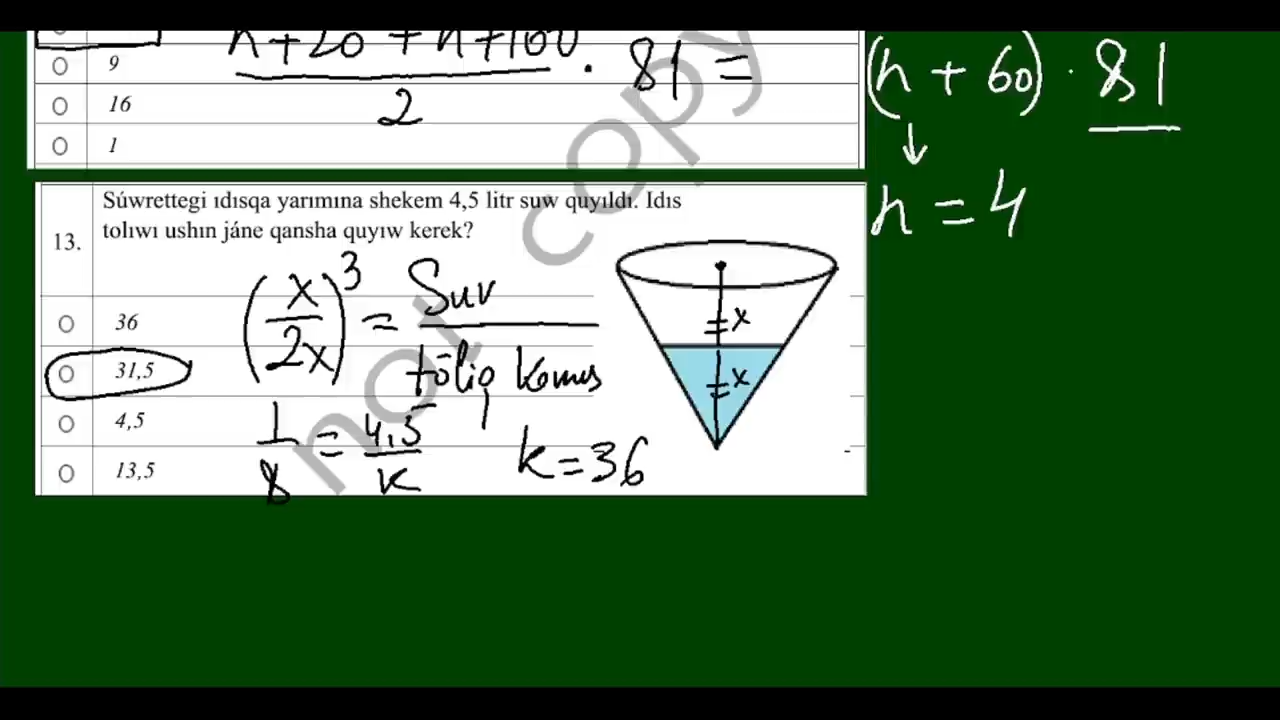 n+20 + n+100
2
. 81 =
(n + 60) · 81
n = 4
9
16
1
13.
Súwrettegi ıdısqa yarımına shekem 4,5 litr suw quyıldı. Idıs
tolıwı ushın jáne qansha quyıw kerek?
36
31,5
4,5
13,5
(x/2x)^3 = Suv
tōliq Konus
1/8 = 4.5/k
k=36
x
x
not copy